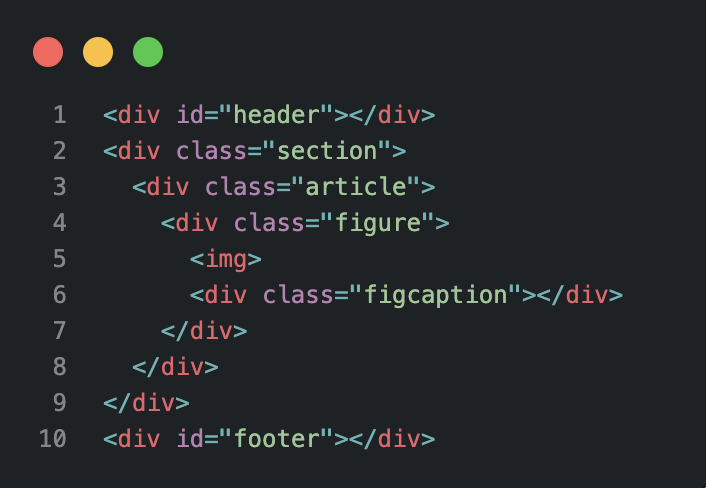 1 <div id="header"></div>
2 <div class="section">
3   <div class="article">
4     <div class="figure">
5       <img>
6       <div class="figcaption"></div>
7     </div>
8   </div>
9 </div>
10 <div id="footer"></div>